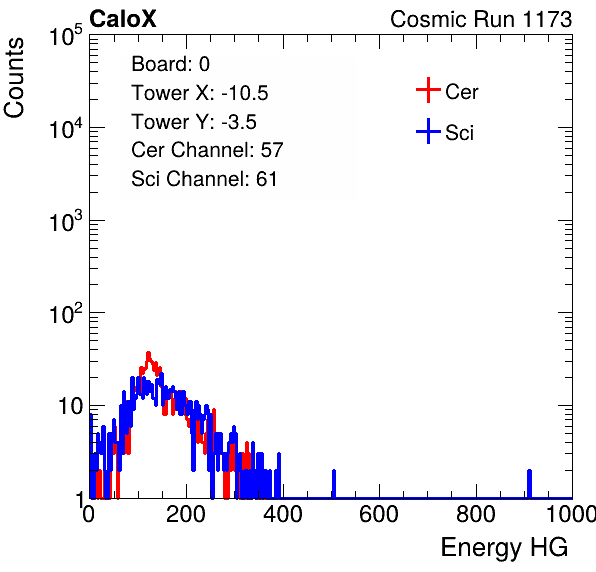 CaloX Cosmic Run 1173
Counts
10^5
10^4
10^3
10^2
10
1
Board: 0
Tower X: -10.5
Tower Y: -3.5
Cer Channel: 57
Sci Channel: 61
Cer
Sci
0 200 400 600 800 1000
Energy HG